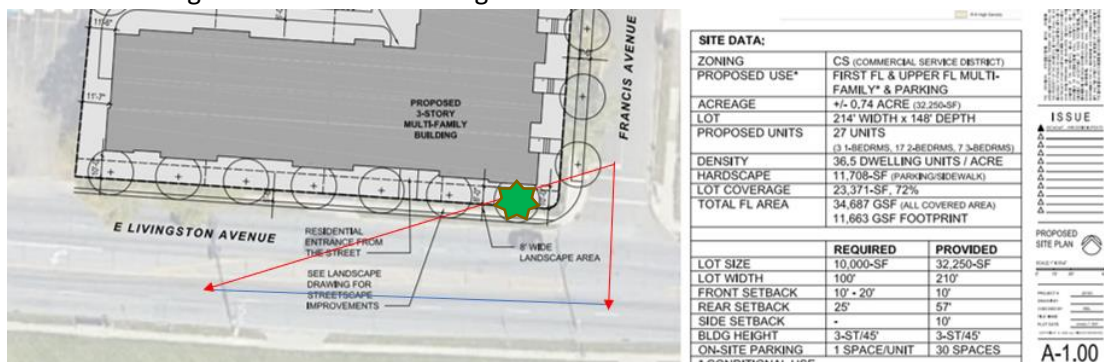 11'-6"
11'-7"
PROPOSED
3-STORY
MULTI-FAMILY
BUILDING
FRANCIS AVENUE
E LIVINGSTON AVENUE
RESIDENTIAL
ENTRANCE FROM
THE STREET
8' WIDE
LANDSCAPE AREA
SEE LANDSCAPE
DRAWING FOR
STREETSCAPE
IMPROVEMENTS
SITE DATA:
ZONING CS (COMMERCIAL SERVICE DISTRICT)
PROPOSED USE* FIRST FL & UPPER FL MULTI-
FAMILY* & PARKING
ACREAGE +/- 0.74 ACRE (32,250-SF)
LOT 214' WIDTH x 148' DEPTH
PROPOSED UNITS 27 UNITS
(3 1-BEDRMS, 17 2-BEDRMS, 7 3-BEDRMS)
DENSITY 36.5 DWELLING UNITS / ACRE
HARDSCAPE 11,708-SF (PARKING/SIDEWALK)
LOT COVERAGE 23,371-SF, 72%
TOTAL FL AREA 34,687 GSF (ALL COVERED AREA)
11,663 GSF FOOTPRINT
REQUIRED PROVIDED
LOT SIZE 10,000-SF 32,250-SF
LOT WIDTH 100' 210'
FRONT SETBACK 10' - 20' 10'
REAR SETBACK 25' 57'
SIDE SETBACK - 10'
BLDG HEIGHT 3-ST/45' 3-ST/45'
ON-SITE PARKING 1 SPACE/UNIT 30 SPACES
ISSUE
PROPOSED
SITE PLAN
A-1.00